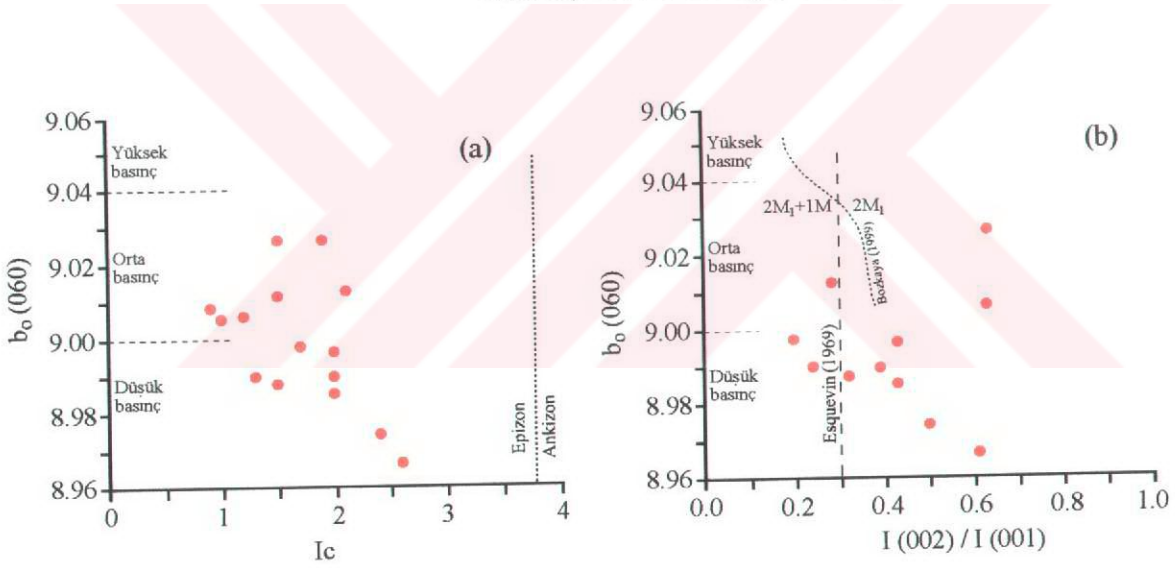 (a)
9.06
9.04
9.02
9.00
8.98
8.96
b₀ (060)
Yüksek
basınç
Orta
basınç
Düşük
basınç
Epizon
Ankizon
0
1
2
3
4
Ic
(b)
9.06
9.04
9.02
9.00
8.98
8.96
b₀ (060)
Yüksek
basınç
Orta
basınç
Düşük
basınç
2M₁+1M
2M₁
Bozkaya (1999)
Esquevin (1969)
0.0
0.2
0.4
0.6
0.8
1.0
I (002) / I (001)